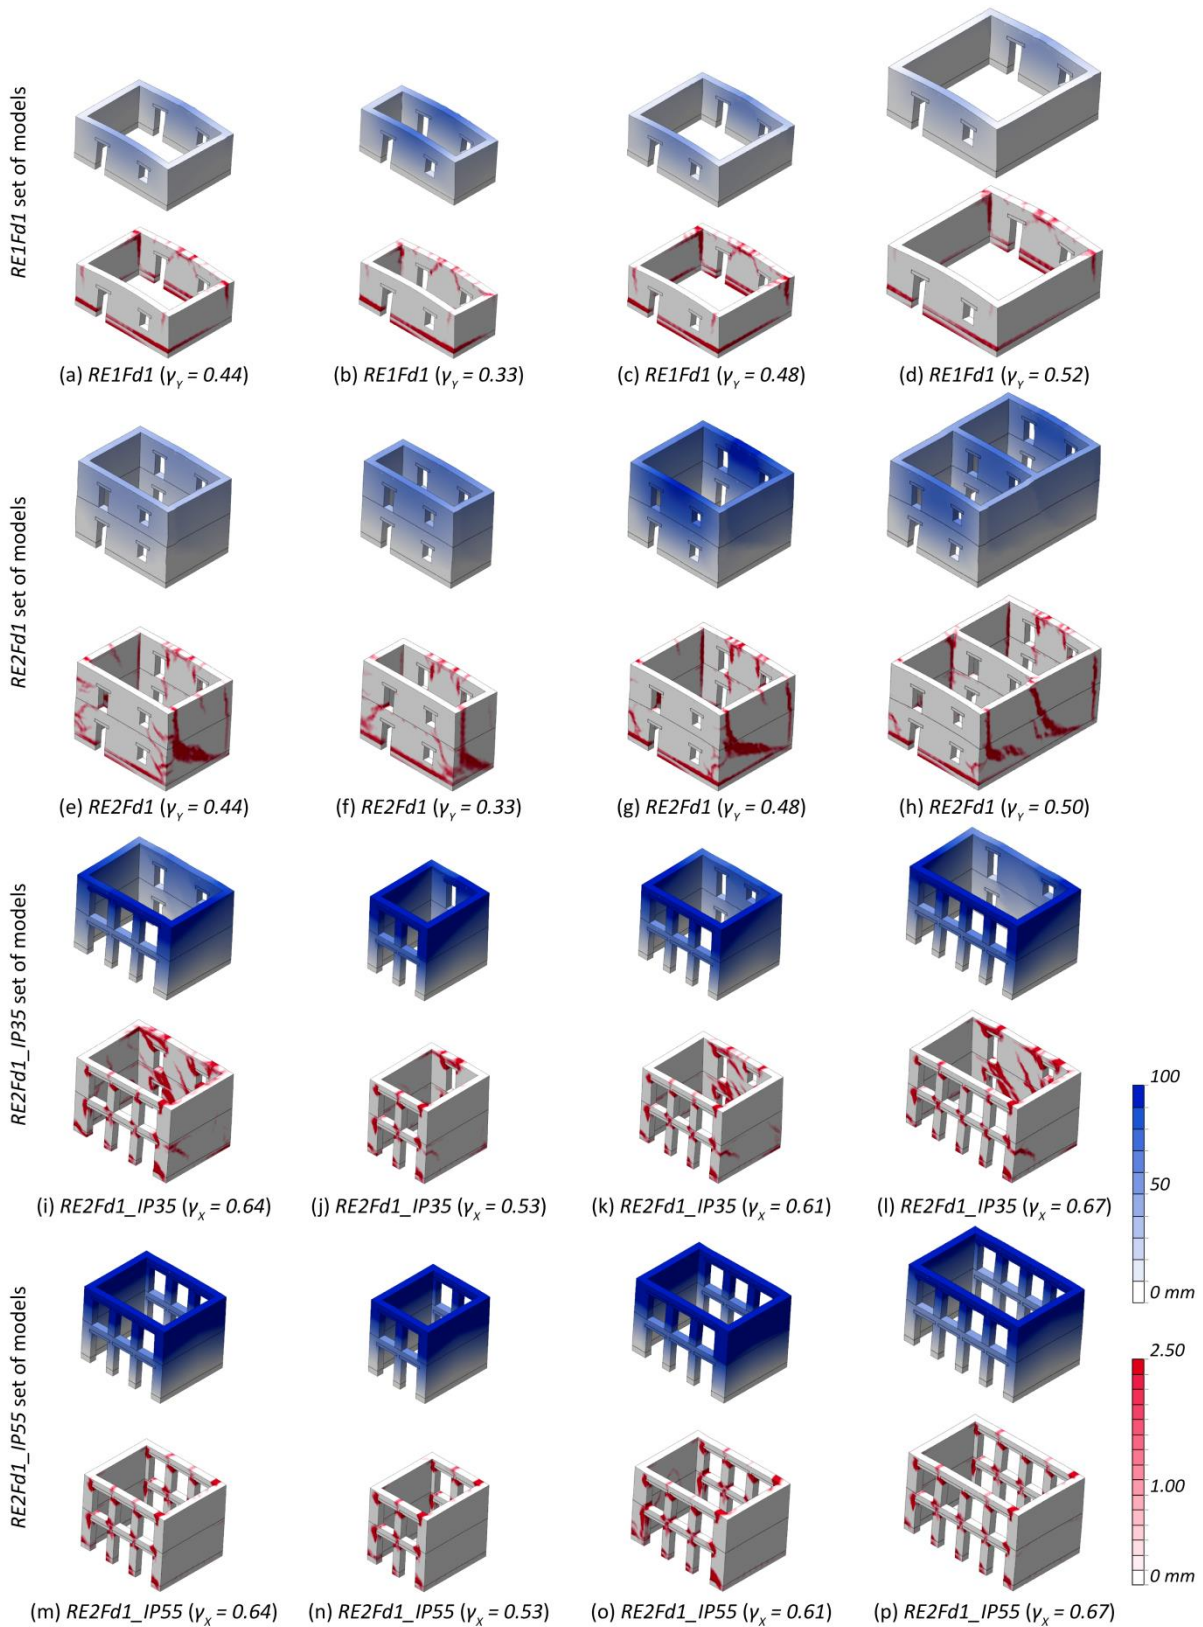 RE1Fd1 set of models
(a) RE1Fd1 (γY = 0.44)
(b) RE1Fd1 (γY = 0.33)
(c) RE1Fd1 (γY = 0.48)
(d) RE1Fd1 (γY = 0.52)
RE2Fd1 set of models
(e) RE2Fd1 (γY = 0.44)
(f) RE2Fd1 (γY = 0.33)
(g) RE2Fd1 (γY = 0.48)
(h) RE2Fd1 (γY = 0.50)
RE2Fd1_IP35 set of models
(i) RE2Fd1_IP35 (γX = 0.64)
(j) RE2Fd1_IP35 (γX = 0.53)
(k) RE2Fd1_IP35 (γX = 0.61)
(l) RE2Fd1_IP35 (γX = 0.67)
100
50
0 mm
RE2Fd1_IP55 set of models
2.50
1.00
0 mm
(m) RE2Fd1_IP55 (γX = 0.64)
(n) RE2Fd1_IP55 (γX = 0.53)
(o) RE2Fd1_IP55 (γX = 0.61)
(p) RE2Fd1_IP55 (γX = 0.67)